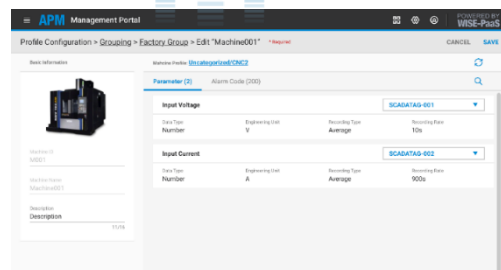 APM Management Portal
POWERED BY
WISE-PaaS
Profile Configuration > Grouping > Factory Group > Edit "Machine001" * Required
CANCEL SAVE
Basic Information
Machine Profile Uncategorized/CNC2
Parameter (2) Alarm Code (200)
Input Voltage SCADATAG-001
Data Type Engineering Unit Recording Type Recording Rate
Number V Average 10s
Input Current SCADATAG-002
Data Type Engineering Unit Recording Type Recording Rate
Number A Average 900s
Machine ID
M001
Machine Name
Machine001
Description
Description
11/16